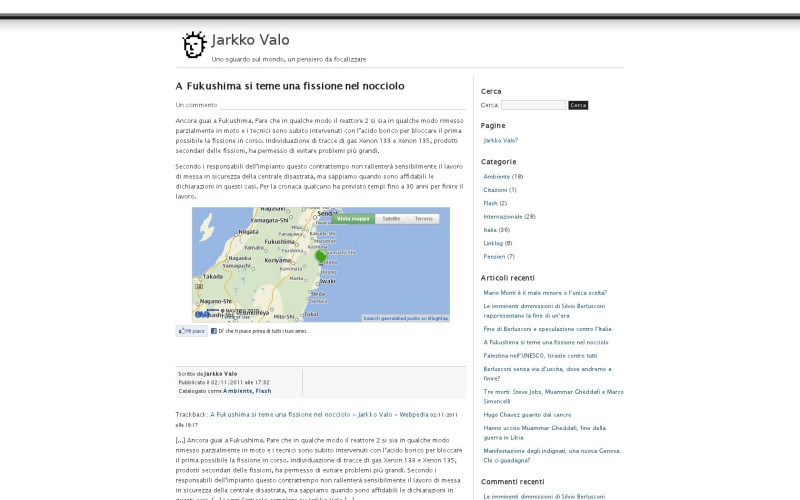 Jarkko Valo
Uno sguardo sul mondo, un pensiero da focalizzare
A Fukushima si teme una fissione nel nocciolo
Un commento
Ancora guai a Fukushima. Pare che in qualche modo il reattore 2 si sia in qualche modo rimesso
parzialmente in moto e i tecnici sono subito intervenuti con l'acido borico per bloccare il prima
possibile la fissione in corso. Individuazione di tracce di gas Xenon 133 e Xenon 135, prodotti
secondari delle fissioni, ha permesso di evitare problemi più grandi.
Secondo i responsabili dell'impianto questo contrattempo non rallenterà sensibilmente il lavoro
di messa in sicurezza della centrale disastrata, ma sappiamo quando sono affidabili le
dichiarazioni in questi casi. Per la cronaca qualcuno ha previsto tempi fino a 30 anni per finire il
lavoro.
Nagasaki
Yamagata-Shi
Sendai
Vista mappa
Satellite
Terreno
Niigata
Yanagawa
Kakuda-Shi
Yamato
Fukushima
Koriyama
Nagaoka
Yamaguchi
Kanimata
Iwaki
Ueda
Takada
Nagano-Shi
Hito-Shi
Search georelated posts on BlogMap
Mi piace
Di' che ti piace prima di tutti i tuoi amici.
Scritto da Jarkko Valo
Pubblicato il 02/11/2011 alle 17:32
Catalogato come Ambiente, Flash
Trackback: A Fukushima si teme una fissione nel nocciolo – Jarkko Valo – Webpedia 02/11/2011
alle 18:17
[...] Ancora guai a Fukushima. Pare che in qualche modo il reattore 2 si sia in qualche modo
rimesso parzialmente in moto e i tecnici sono subito intervenuti con l'acido borico per bloccare il
prima possibile la fissione in corso. Individuazione di tracce di gas Xenon 133 e Xenon 135,
prodotti secondari delle fissioni, ha permesso di evitare problemi più grandi. Secondo i
responsabili dell'impianto questo contrattempo non rallenterà sensibilmente il lavoro di messa
in sicurezza della centrale disastrata, ma sappiamo quando sono affidabili le dichiarazioni in
Cerca
Cerca:
Cerca
Pagine
Jarkko Valo?
Categorie
Ambiente (18)
Citazioni (1)
Flash (2)
Internazionale (28)
Italia (36)
Linklog (8)
Pensieri (7)
Articoli recenti
Mario Monti è il male minore o l'unica scelta?
Le imminenti dimmissioni di Silvio Berlusconi
rappresentano la fine di un'era
Fine di Berlusconi e speculazione contro l'Italia
A Fukushima si teme una fissione nel nocciolo
Palestina nell'UNESCO, Israele contro tutti
Berlusconi senza via d'uscita, dove andremo a
finire?
Tre morti: Steve Jobs, Muammar Gheddafi e Marco
Simoncelli
Hugo Chavez guarito dal cancro
Hanno ucciso Muammar Gheddafi, fine della
guerra in Libia
Manifestazione degli indignati, una nuova Genova.
Chi ci guadagna?
Commenti recenti
Le imminenti dimmissioni di Silvio Berlusconi